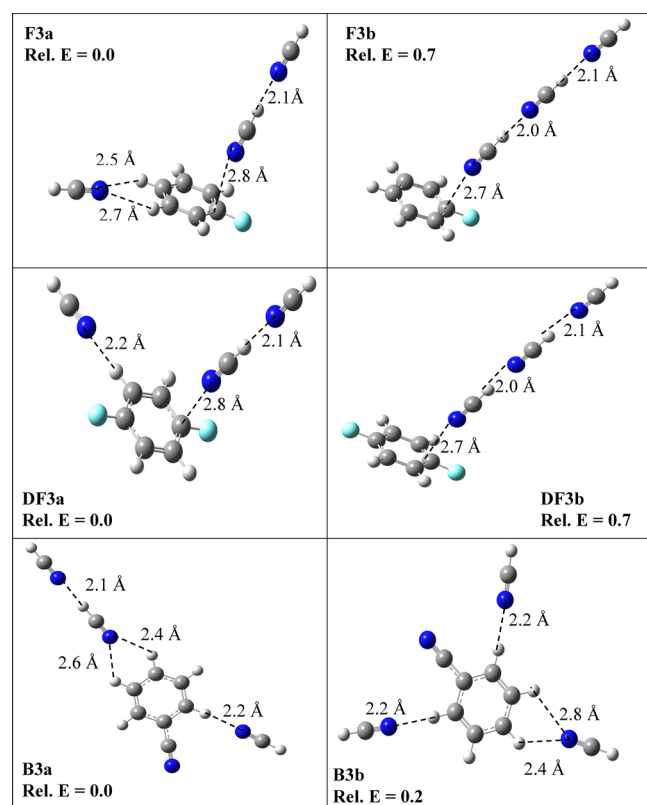 F3a
Rel. E = 0.0
2.1Å
2.5 Å
2.8 Å
2.7 Å
F3b
Rel. E = 0.7
2.1 Å
2.0 Å
2.7 Å
2.2 Å
2.1 Å
2.8 Å
DF3a
Rel. E = 0.0
2.1 Å
2.0 Å
2.7 Å
DF3b
Rel. E = 0.7
2.1 Å
2.4 Å
2.6 Å
2.2 Å
B3a
Rel. E = 0.0
2.2 Å
2.2 Å
2.8 Å
2.4 Å
B3b
Rel. E = 0.2